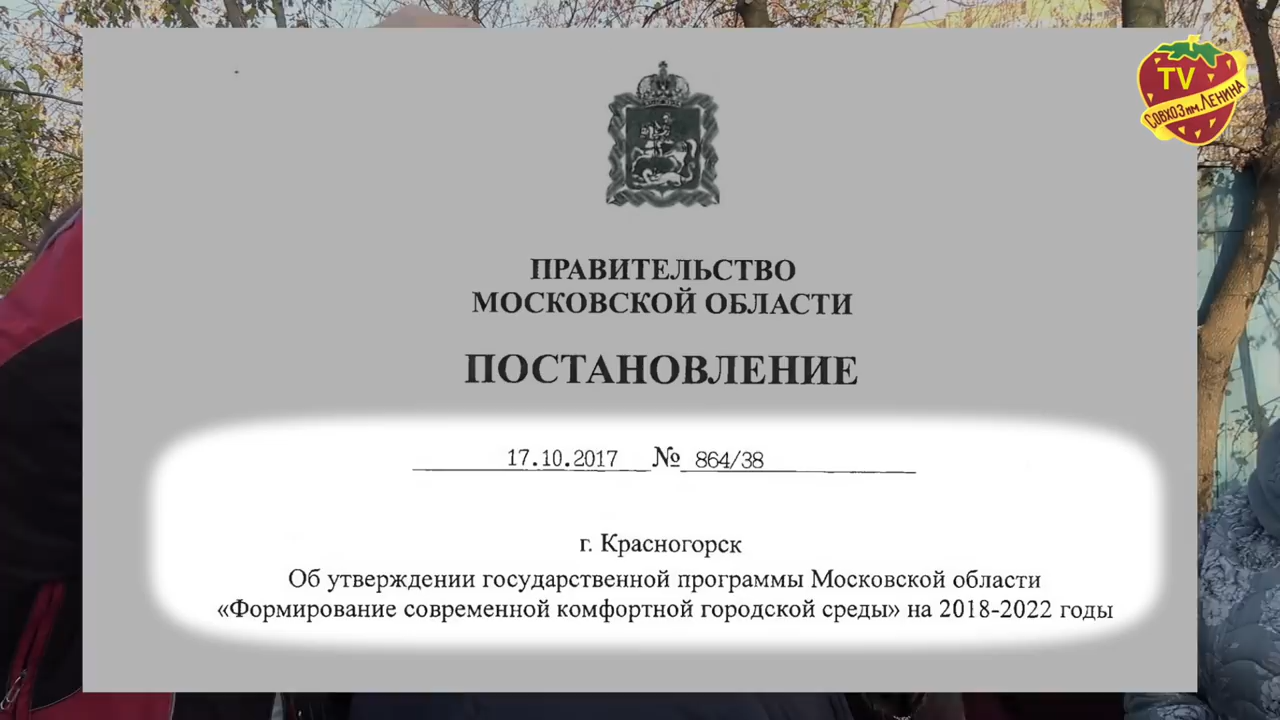 TV
СОВХОЗ им. ЛЕНИНА
ПРАВИТЕЛЬСТВО
МОСКОВСКОЙ ОБЛАСТИ
ПОСТАНОВЛЕНИЕ
17.10.2017 № 864/38
г. Красногорск
Об утверждении государственной программы Московской области
«Формирование современной комфортной городской среды» на 2018-2022 годы